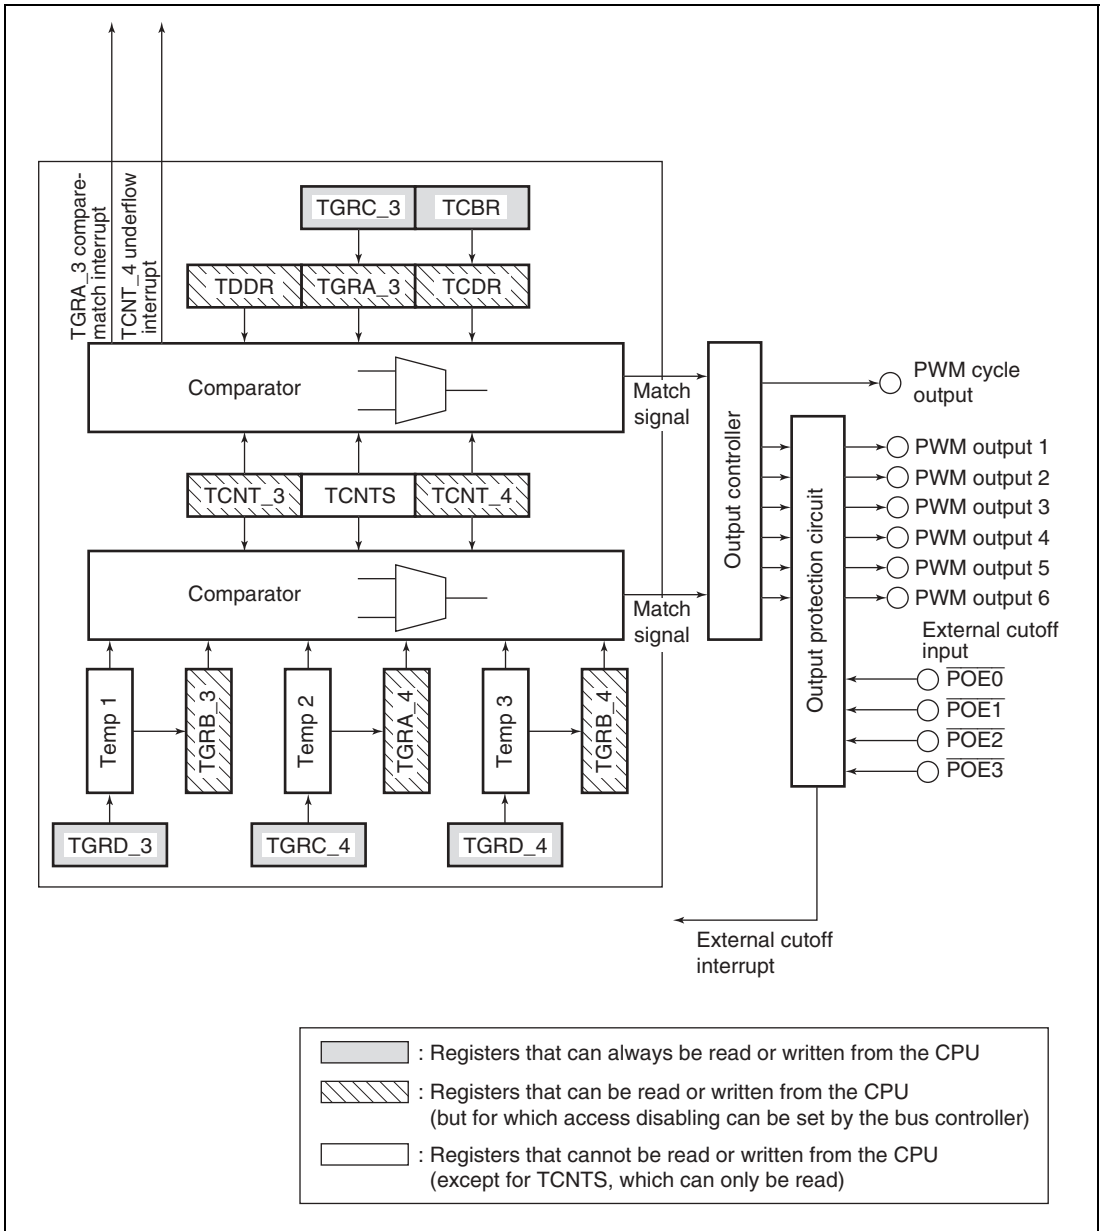 TGRA_3 compare-
match interrupt
TCNT_4 underflow
interrupt
TGRC_3
TCBR
TDDR
TGRA_3
TCDR
Comparator
Match
signal
TCNT_3
TCNTS
TCNT_4
Comparator
Match
signal
Temp 1
TGRB_3
Temp 2
TGRA_4
Temp 3
TGRB_4
TGRD_3
TGRC_4
TGRD_4
Output controller
Output protection circuit
PWM cycle
output
PWM output 1
PWM output 2
PWM output 3
PWM output 4
PWM output 5
PWM output 6
External cutoff
input
POE0
POE1
POE2
POE3
External cutoff
interrupt
: Registers that can always be read or written from the CPU
: Registers that can be read or written from the CPU
(but for which access disabling can be set by the bus controller)
: Registers that cannot be read or written from the CPU
(except for TCNTS, which can only be read)